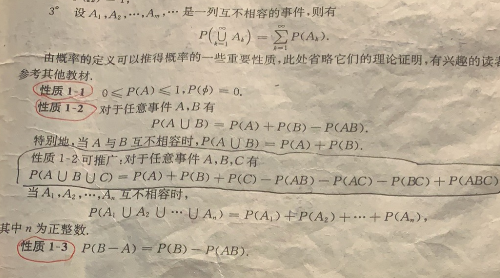 3° 设 A₁,A₂,…,Aₘ,… 是一列互不相容的事件,则有
P(⋃_{k=1}^{∞} Aₖ) = ∑_{k=1}^{∞} P(Aₖ).
由概率的定义可以推得概率的一些重要性质,此处省略它们的理论证明,有兴趣的读者
参考其他教材.
性质 1-1 0 ⩽ P(A) ⩽ 1, P(ϕ) = 0.
性质 1-2 对于任意事件 A,B 有
P(A ∪ B) = P(A) + P(B) − P(AB).
特别地,当 A 与 B 互不相容时,P(A ∪ B) = P(A) + P(B).
性质 1-2 可推广:对于任意事件 A,B,C 有
P(A ∪ B ∪ C) = P(A) + P(B) + P(C) − P(AB) − P(AC) − P(BC) + P(ABC)
当 A₁,A₂,…,Aₙ 互不相容时,
P(A₁ ∪ A₂ ∪ … ∪ Aₙ) = P(A₁) + P(A₂) + … + P(Aₙ),
其中 n 为正整数.
性质 1-3 P(B − A) = P(B) − P(AB).